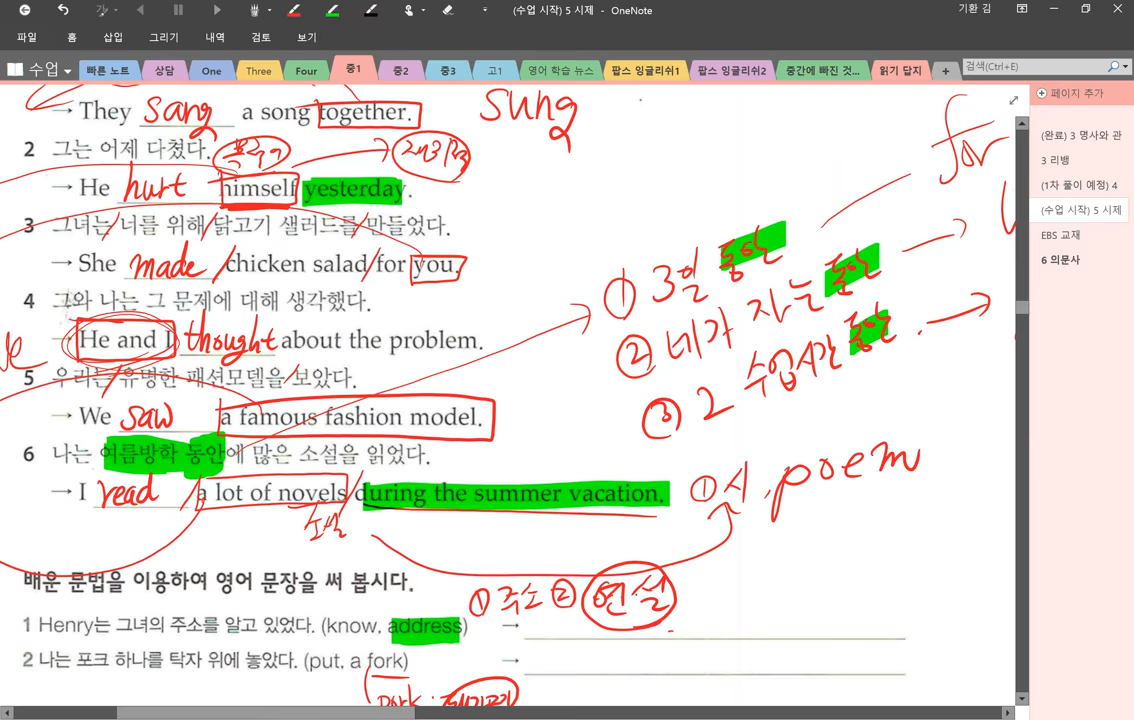 (수업 시작) 5 시제 - OneNote
기환 김
파일 홈 삽입 그리기 내역 검토 보기
수업 빠른 노트 상담 One Three Four 중1 중2 중3 고1 영어 학습 뉴스 팝스 잉글리쉬1 팝스 잉글리쉬2 중간에 빠진 것... 읽기 답지 + 검색(Ctrl+E)
페이지 추가
(완료) 3 명사와 관
3 리뱅
(1차 풀이 예정) 4
(수업 시작) 5 시제
EBS 교재
6 의문사
→ They sang a song together. sung
for
2 그는 어제 다쳤다.
→ He hurt himself yesterday.
3 그녀는 / 너를 위해 / 닭고기 샐러드를 / 만들었다.
→ She made / chicken salad / for you.
① 3일 동안
② 네가 자는 동안 →
③ 2 수업시간 동안 →
4 그와 나는 그 문제에 대해 생각했다.
→ He and I thought about the problem.
5 우리는 / 유명한 패션모델을 / 보았다.
→ We saw a famous fashion model.
6 나는 여름방학 동안에 많은 소설을 읽었다.
→ I read / a lot of novels / during the summer vacation.
소설
① 시, poem
배운 문법을 이용하여 영어 문장을 써 봅시다.
① 주소 ② 연설
1 Henry는 그녀의 주소를 알고 있었다. (know, address) →
2 나는 포크 하나를 탁자 위에 놓았다. (put, a fork) →
pork : 돼지고기